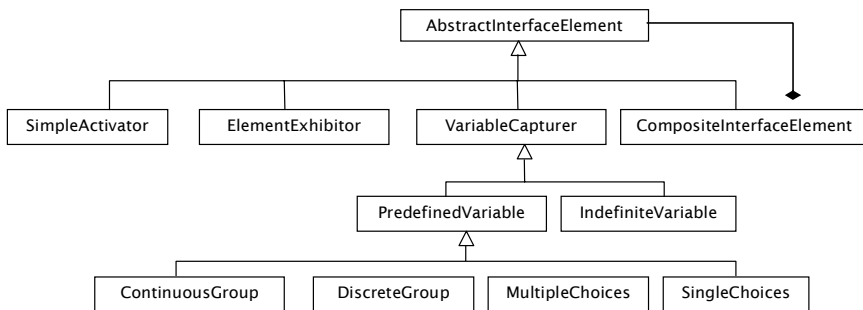 AbstractInterfaceElement
SimpleActivator
ElementExhibitor
VariableCapturer
CompositeInterfaceElement
PredefinedVariable
IndefiniteVariable
ContinuousGroup
DiscreteGroup
MultipleChoices
SingleChoices